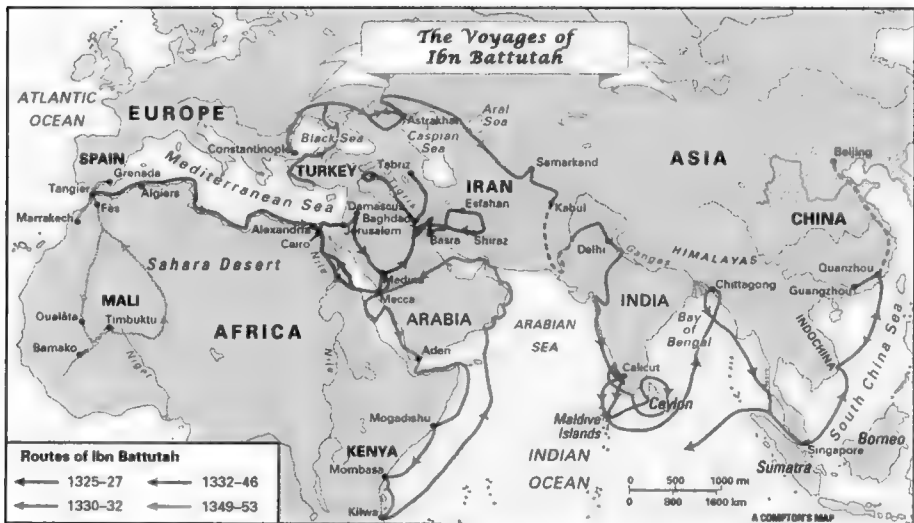 The Voyages of
Ibn Battutah
ATLANTIC
OCEAN
EUROPE
ASIA
Aral
Sea
Astrakhan
Caspian
Sea
Black Sea
Constantinople
SPAIN
Grenada
Tangier
Fès
Algiers
Marrakech
Mediterranean Sea
TURKEY
Tabriz
Tigris
IRAN
Esfahan
Samarkand
Kabul
Beijing
CHINA
Damascus
Baghdad
Jerusalem
Basra
Shiraz
Alexandria
Cairo
Nile
Sahara Desert
Medina
Mecca
Delhi
Ganges
HIMALAYAS
Quanzhou
Guangzhou
Chittagong
MALI
Oualâta
Timbuktu
Bamako
Niger
AFRICA
Nile
ARABIA
Aden
ARABIAN
SEA
INDIA
Bay
of
Bengal
INDOCHINA
South China Sea
Calicut
Ceylon
Maldive
Islands
Mogadishu
KENYA
Mombasa
Kilwa
INDIAN
OCEAN
Singapore
Sumatra
Borneo
Routes of Ibn Battutah
1325–27
1332–46
1330–32
1349–53
0 500 1000 mi
0 800 1600 km
A COMPTON'S MAP